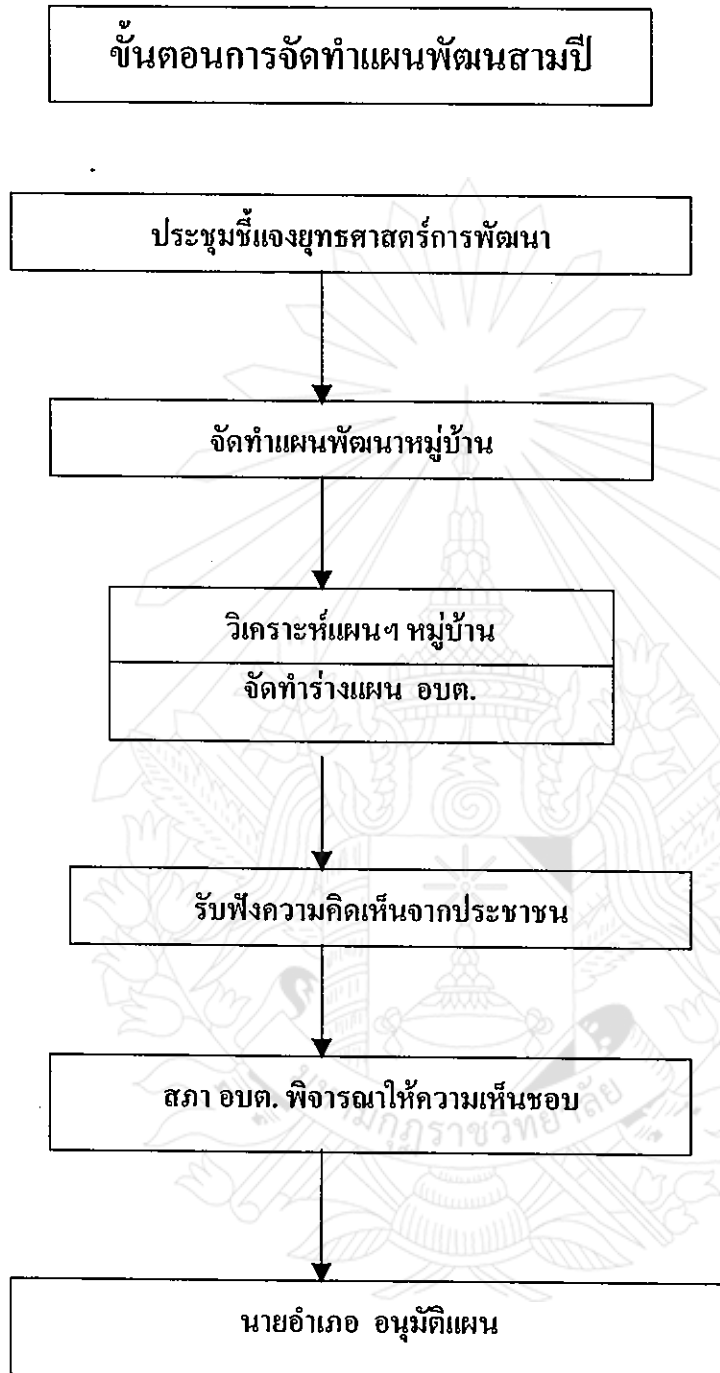 ขั้นตอนการจัดทำแผนพัฒนสามปี
ประชุมชี้แจงยุทธศาสตร์การพัฒนา
จัดทำแผนพัฒนาหมู่บ้าน
วิเคราะห์แผนฯ หมู่บ้าน
จัดทำร่างแผน อบต.
รับฟังความคิดเห็นจากประชาชน
สภา อบต. พิจารณาให้ความเห็นชอบ
นายอำเภอ อนุมัติแผน